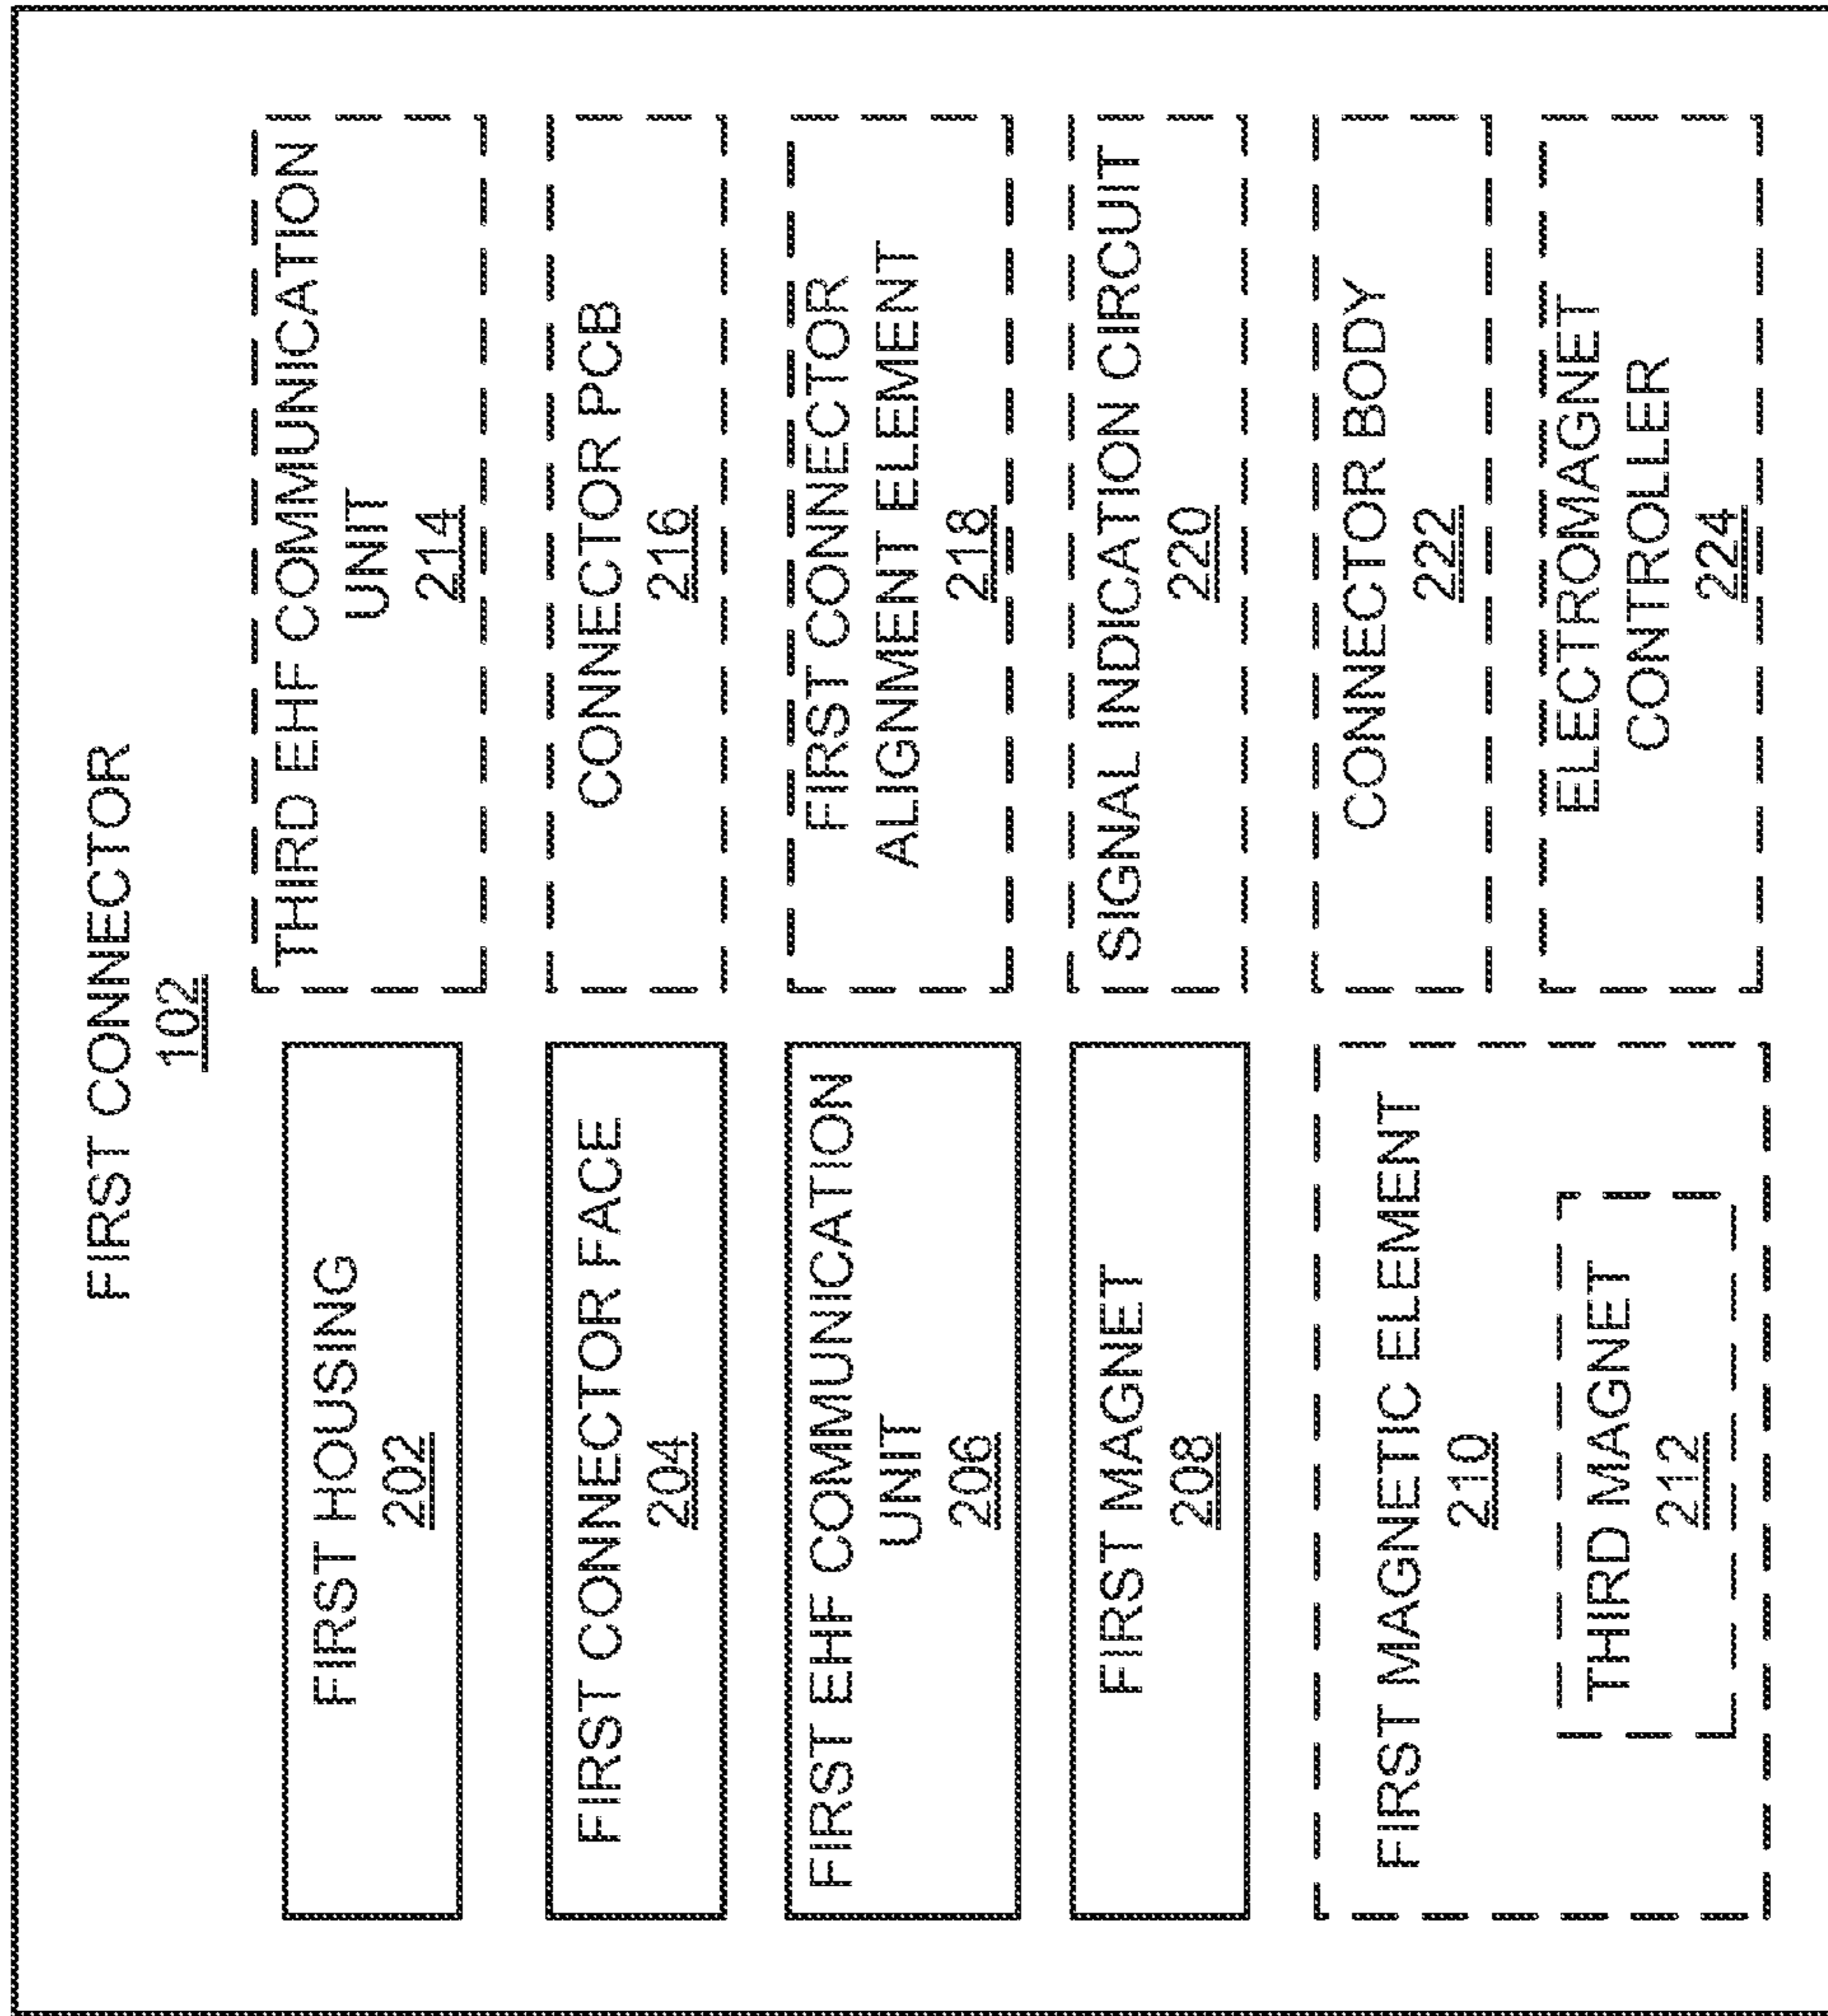 FIRST CONNECTOR
102
FIRST HOUSING
202
FIRST CONNECTOR FACE
204
FIRST EHF COMMUNICATION
UNIT
206
FIRST MAGNET
208
FIRST MAGNETIC ELEMENT
210
THIRD MAGNET
212
THIRD EHF COMMUNICATION
UNIT
214
CONNECTOR PCB
216
FIRST CONNECTOR
ALIGNMENT ELEMENT
218
SIGNAL INDICATION CIRCUIT
220
CONNECTOR BODY
222
ELECTROMAGNET
CONTROLLER
224